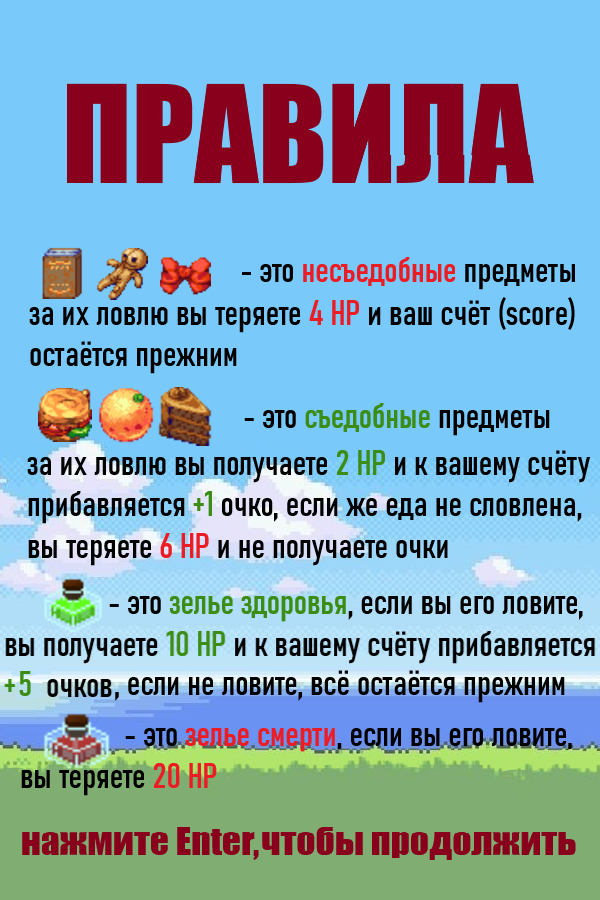 ПРАВИЛА
- это несъедобные предметы
за их ловлю вы теряете 4 HP и ваш счёт (score)
остаётся прежним
- это съедобные предметы
за их ловлю вы получаете 2 HP и к вашему счёту
прибавляется +1 очко, если же еда не словлена,
вы теряете 6 HP и не получаете очки
- это зелье здоровья, если вы его ловите,
вы получаете 10 HP и к вашему счёту прибавляется
+5 очков, если не ловите, всё остаётся прежним
- это зелье смерти, если вы его ловите,
вы теряете 20 HP
нажмите Enter,чтобы продолжить